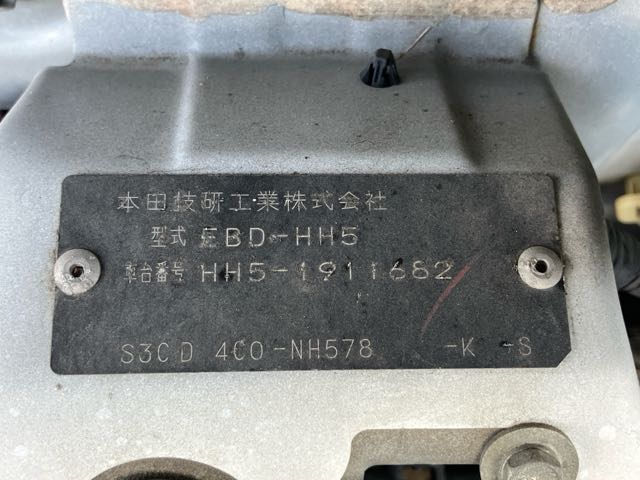 本田技研工業株式会社
型式 EBD-HH5
車台番号 HH5-1911682
S3CD 4C0-NH578 -K -S